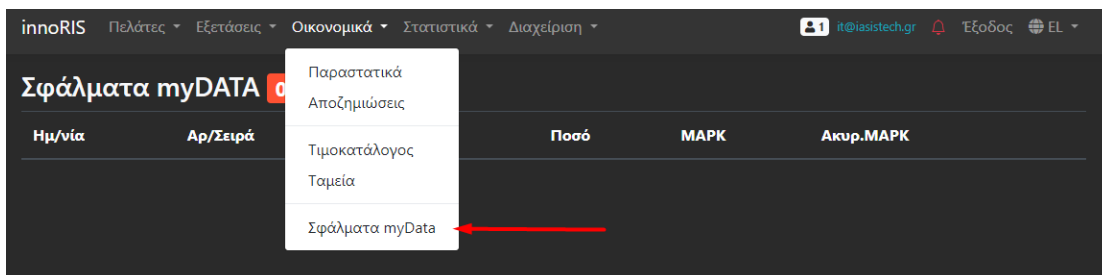 innoRIS Πελάτες Εξετάσεις Οικονομικά Στατιστικά Διαχείριση 1 it@iasistech.gr Έξοδος EL
Σφάλματα myDATA 0
Παραστατικά
Αποζημιώσεις
Ημ/νία Αρ/Σειρά Ποσό ΜΑΡΚ Ακυρ.ΜΑΡΚ
Τιμοκατάλογος
Ταμεία
Σφάλματα myData